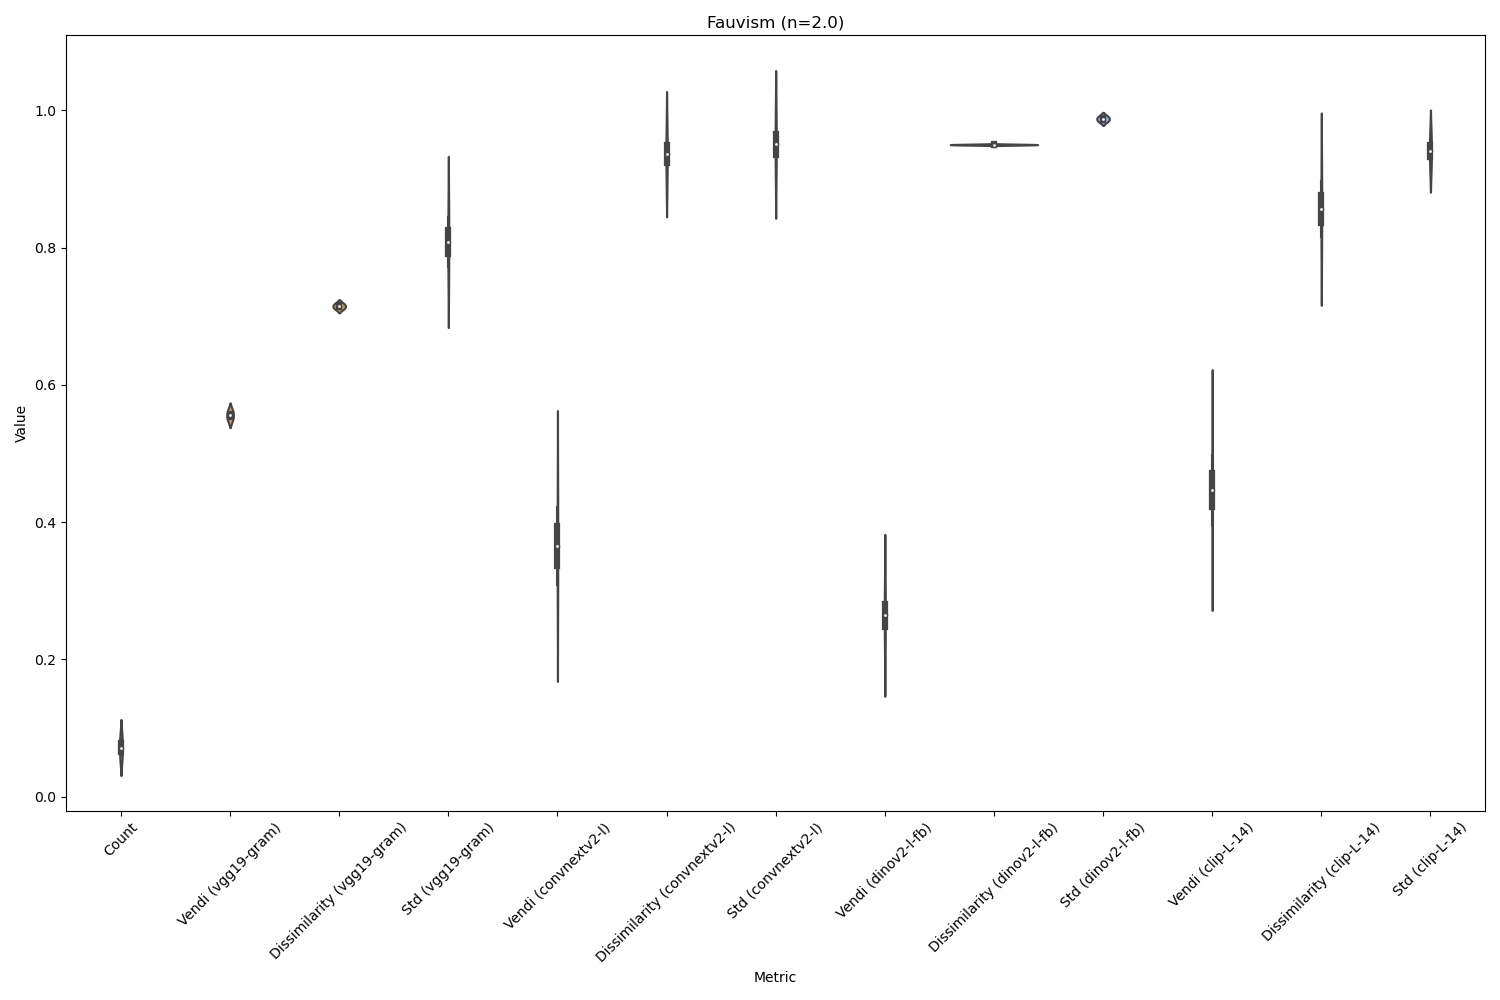 Fauvism (n=2.0)
1.0
0.8
0.6
0.4
0.2
0.0
Value
Count
Vendi (vgg19-gram)
Dissimilarity (vgg19-gram)
Std (vgg19-gram)
Vendi (convnextv2-l)
Dissimilarity (convnextv2-l)
Std (convnextv2-l)
Vendi (dinov2-l-fb)
Dissimilarity (dinov2-l-fb)
Std (dinov2-l-fb)
Vendi (clip-L-14)
Dissimilarity (clip-L-14)
Std (clip-L-14)
Metric